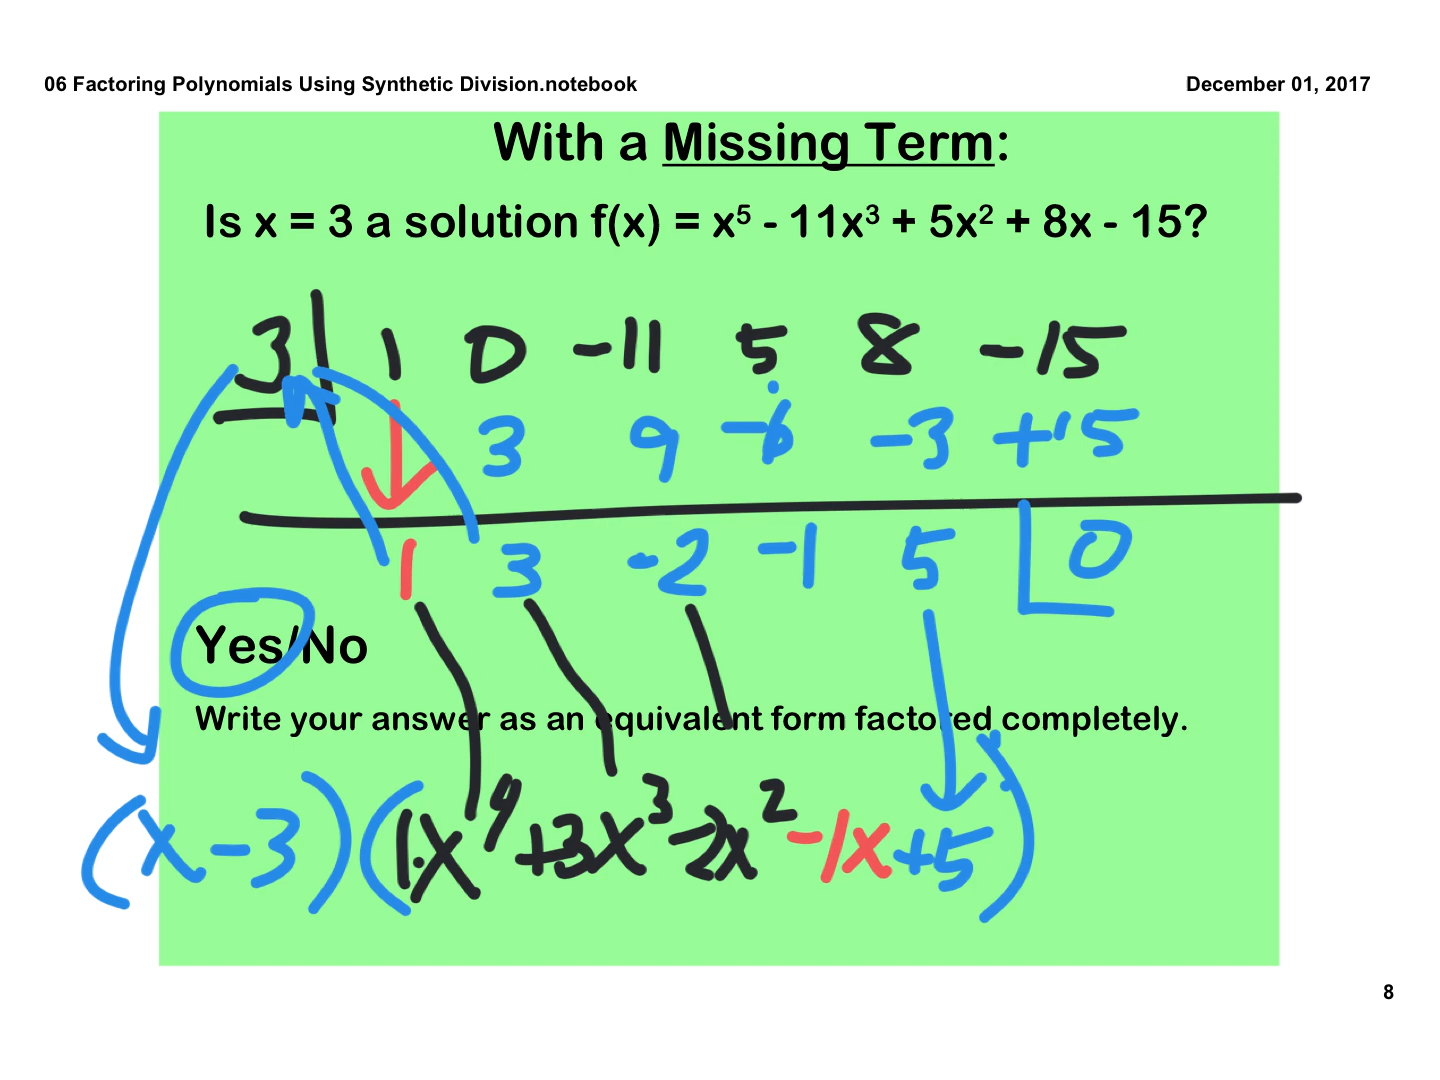 06 Factoring Polynomials Using Synthetic Division.notebook
December 01, 2017
With a Missing Term:
Is x = 3 a solution f(x) = x⁵ - 11x³ + 5x² + 8x - 15?
3 1 0 -11 5 8 -15
3 9 -6 -3 +15
1 3 -2 -1 5 0
Yes/No
Write your answer as an equivalent form factored completely.
(x-3)(1·x⁴+3x³-2x²-1x+5)
8